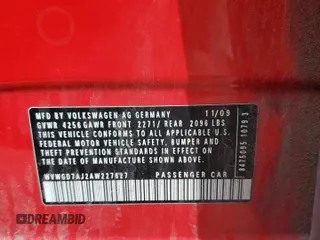 MFD BY VOLKSWAGEN AG GERMANY 11/09
GVWR 4256 GAWR FRONT 2271/ REAR 2096 LBS
THIS VEHICLE CONFORMS TO ALL APPLICABLE U.S.
FEDERAL MOTOR VEHICLE SAFETY, BUMPER, AND
THEFT PREVENTION STANDARDS IN EFFECT ON THE
DATE OF MANUFACTURE SHOWN ABOVE.
PASSENGER CAR
DREAMBID